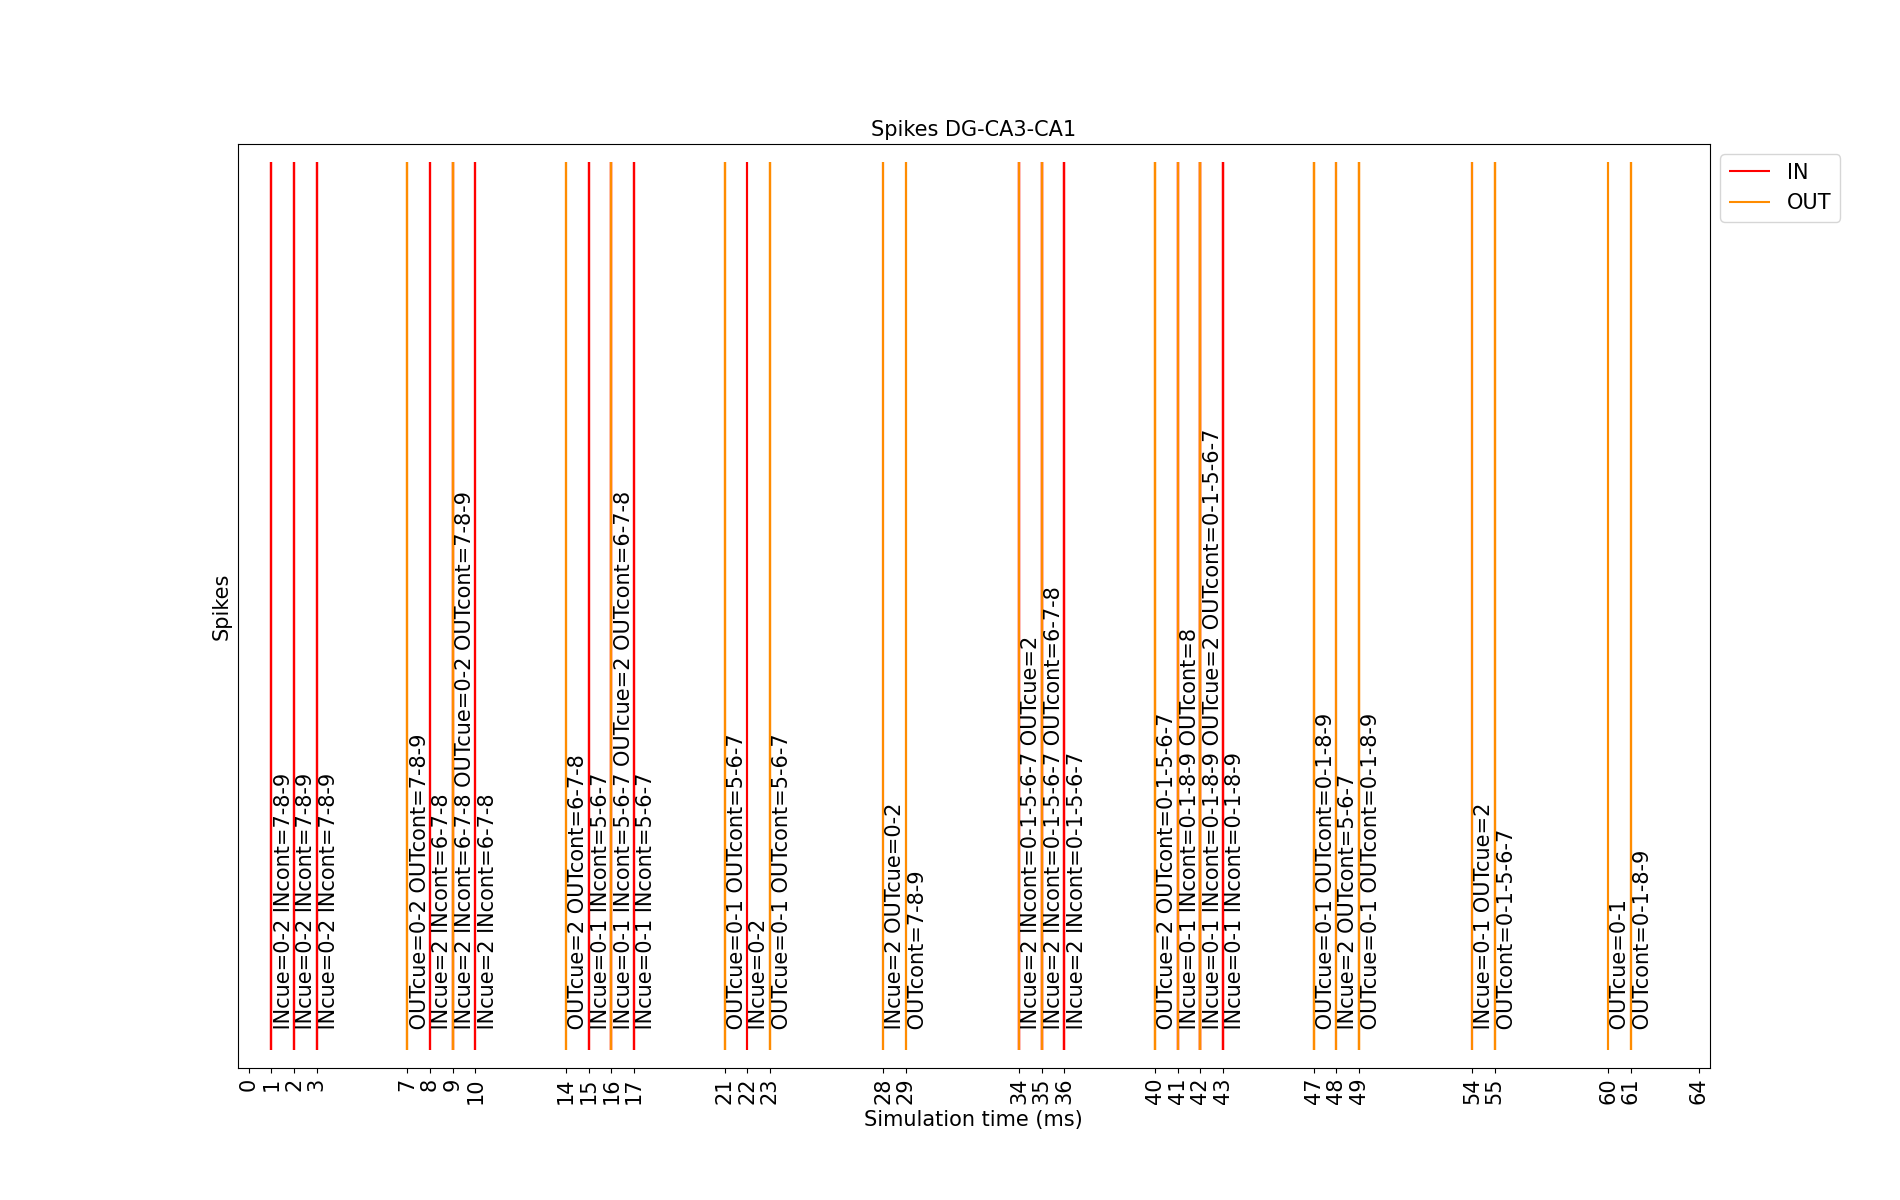 Spikes DG-CA3-CA1
IN
OUT
Spikes
INcue=0-2 INcont=7-8-9
INcue=0-2 INcont=7-8-9
INcue=0-2 INcont=7-8-9
OUTcue=0-2 OUTcont=7-8-9
INcue=2 INcont=6-7-8
INcue=2 INcont=6-7-8 OUTcue=0-2 OUTcont=7-8-9
INcue=2 INcont=6-7-8
OUTcue=2 OUTcont=6-7-8
INcue=0-1 INcont=5-6-7
INcue=0-1 INcont=5-6-7 OUTcue=2 OUTcont=6-7-8
INcue=0-1 INcont=5-6-7
OUTcue=0-1 OUTcont=5-6-7
INcue=0-2
OUTcue=0-1 OUTcont=5-6-7
INcue=2 OUTcue=0-2
OUTcont=7-8-9
INcue=2 INcont=0-1-5-6-7 OUTcue=2
INcue=2 INcont=0-1-5-6-7 OUTcont=6-7-8
INcue=2 INcont=0-1-5-6-7
OUTcue=2 OUTcont=0-1-5-6-7
INcue=0-1 INcont=0-1-8-9 OUTcont=8
INcue=0-1 INcont=0-1-8-9 OUTcue=2 OUTcont=0-1-5-6-7
INcue=0-1 INcont=0-1-8-9
OUTcue=0-1 OUTcont=0-1-8-9
INcue=2 OUTcont=5-6-7
OUTcue=0-1 OUTcont=0-1-8-9
INcue=0-1 OUTcue=2
OUTcont=0-1-5-6-7
OUTcue=0-1
OUTcont=0-1-8-9
0 1 2 3 7 8 9 10 14 15 16 17 21 22 23 28 29 34 35 36 40 41 42 43 47 48 49 54 55 60 61 64
Simulation time (ms)